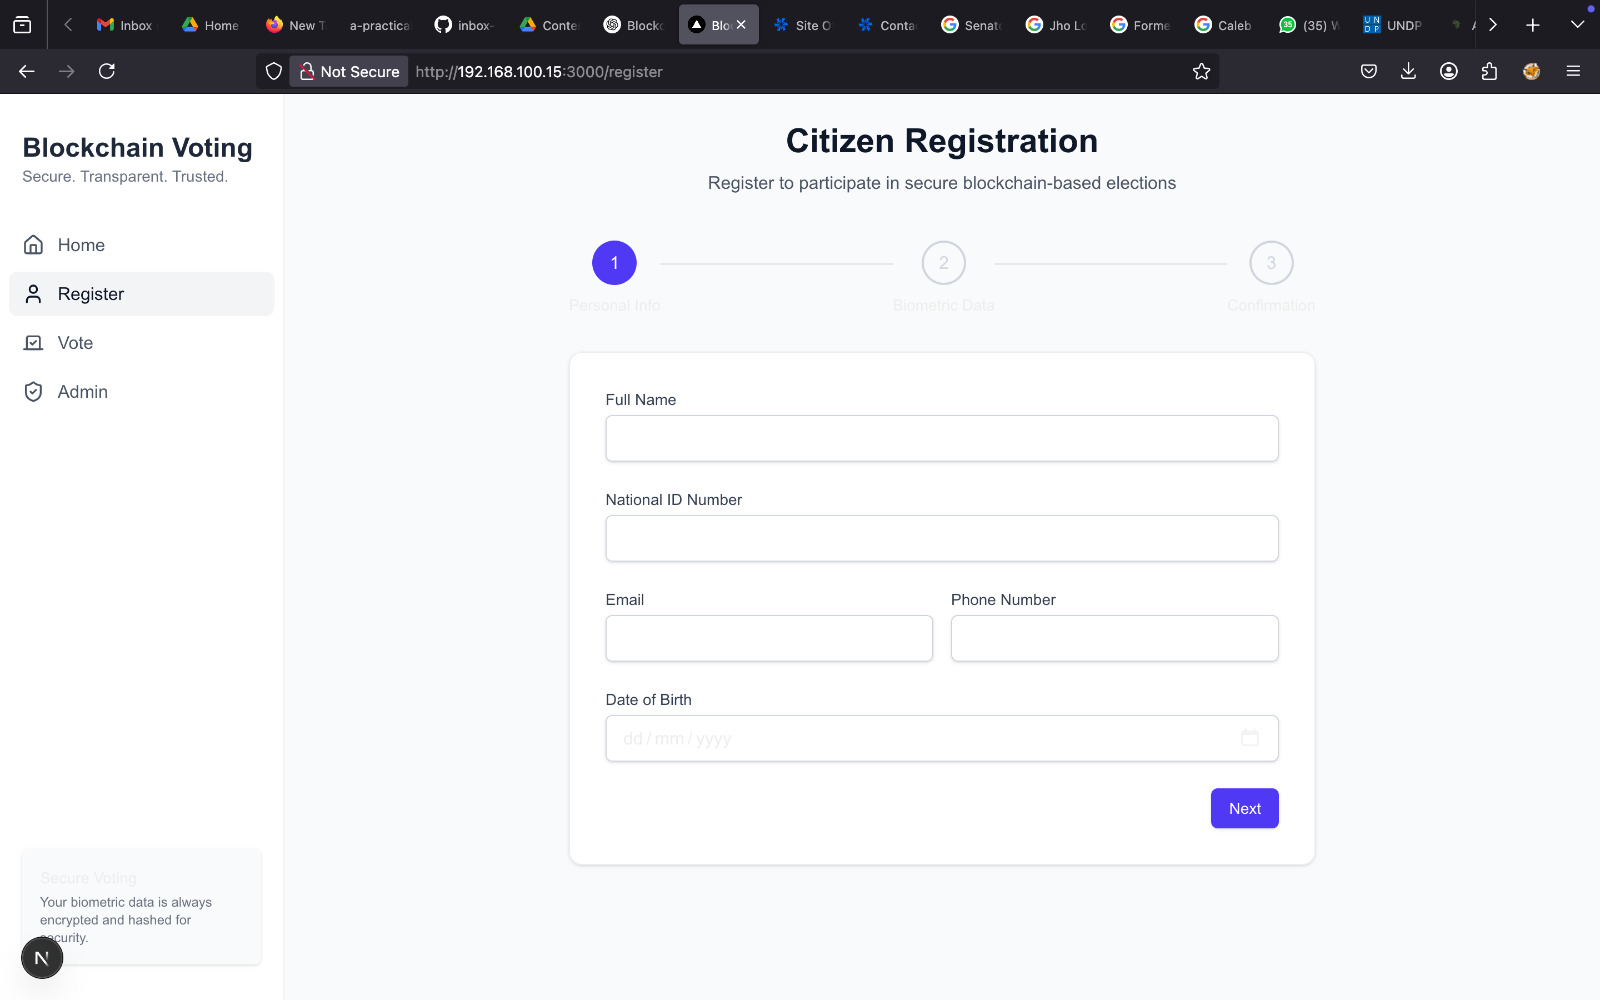 Inbox
Home
New T
a-practica
inbox-
Conte
Blockc
Bloc
Site O
Conta
Senato
Jho Lo
Forme
Caleb
(35) W
UNDP
Not Secure
http://192.168.100.15:3000/register
Blockchain Voting
Secure. Transparent. Trusted.
Home
Register
Vote
Admin
Secure Voting
Your biometric data is always
encrypted and hashed for
security.
N
Citizen Registration
Register to participate in secure blockchain-based elections
1
2
3
Personal Info
Biometric Data
Confirmation
Full Name
National ID Number
Email
Phone Number
Date of Birth
dd / mm / yyyy
Next